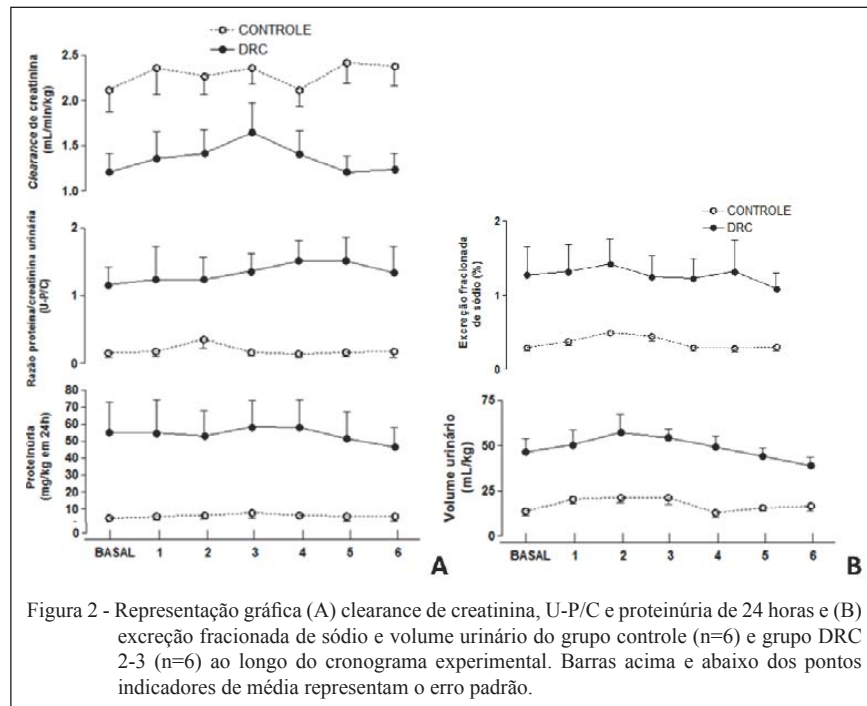 CONTROLE
DRC
Clearance de creatinina
(mL/min/kg)
2.5
2.0
1.5
1.0
Razão proteína/creatinina urinária
(U-P/C)
2
1
0
Proteinúria
(mg/kg em 24h)
80
70
60
50
40
30
20
10
0
BASAL 1 2 3 4 5 6
A
CONTROLE
DRC
Excreção fracionada
de sódio (%)
2
1
0
Volume urinário
(mL/kg)
75
50
25
0
BASAL 1 2 3 4 5 6
B
Figura 2 - Representação gráfica (A) clearance de creatinina, U-P/C e proteinúria de 24 horas e (B)
excreção fracionada de sódio e volume urinário do grupo controle (n=6) e grupo DRC
2-3 (n=6) ao longo do cronograma experimental. Barras acima e abaixo dos pontos
indicadores de média representam o erro padrão.